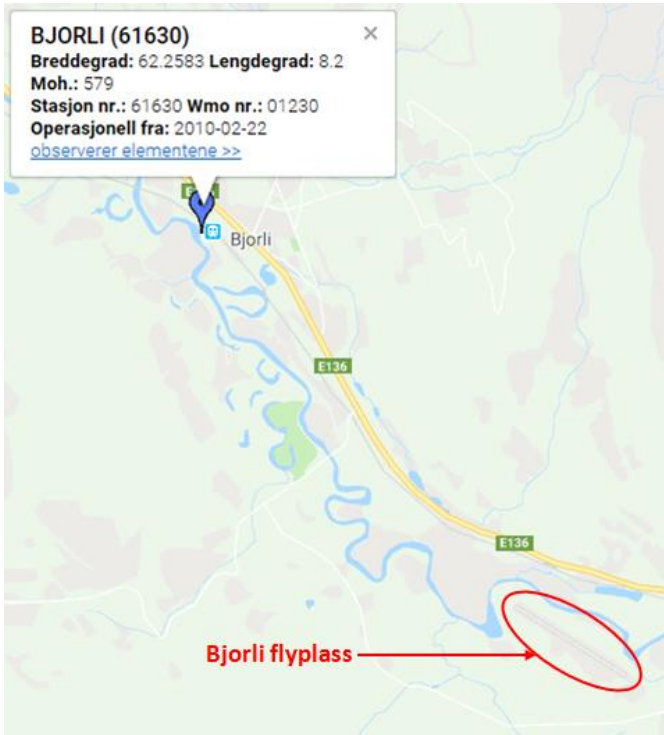 BJORLI (61630)
×
Breddegrad: 62.2583 Lengdegrad: 8.2
Moh.: 579
Stasjon nr.: 61630 Wmo nr.: 01230
Operasjonell fra: 2010-02-22
observerer elementene >>
Bjorli
E136
E136
Bjorli flyplass